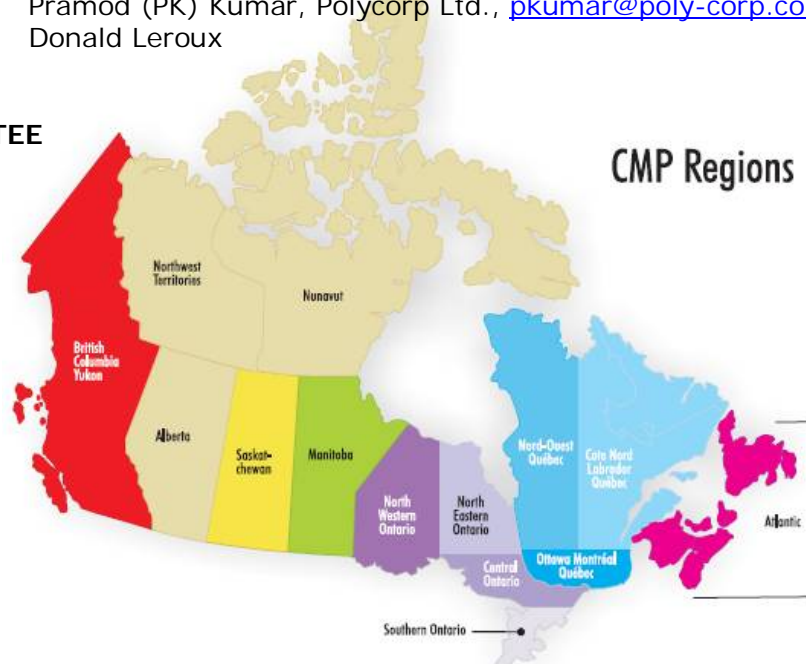 Pramod (PK) Kumar, Polycorp Ltd., pkumar@poly-corp.co
Donald Leroux
TEE
CMP Regions
Northwest
Territories
Nunavut
British
Columbia
Yukon
Alberta
Saskat-
chewan
Manitoba
North
Western
Ontario
North
Eastern
Ontario
Nord-Ouest
Québec
Cote Nord
Labrador
Québec
Atlantic
Central
Ontario
Ottawa Montréal
Québec
Southern Ontario